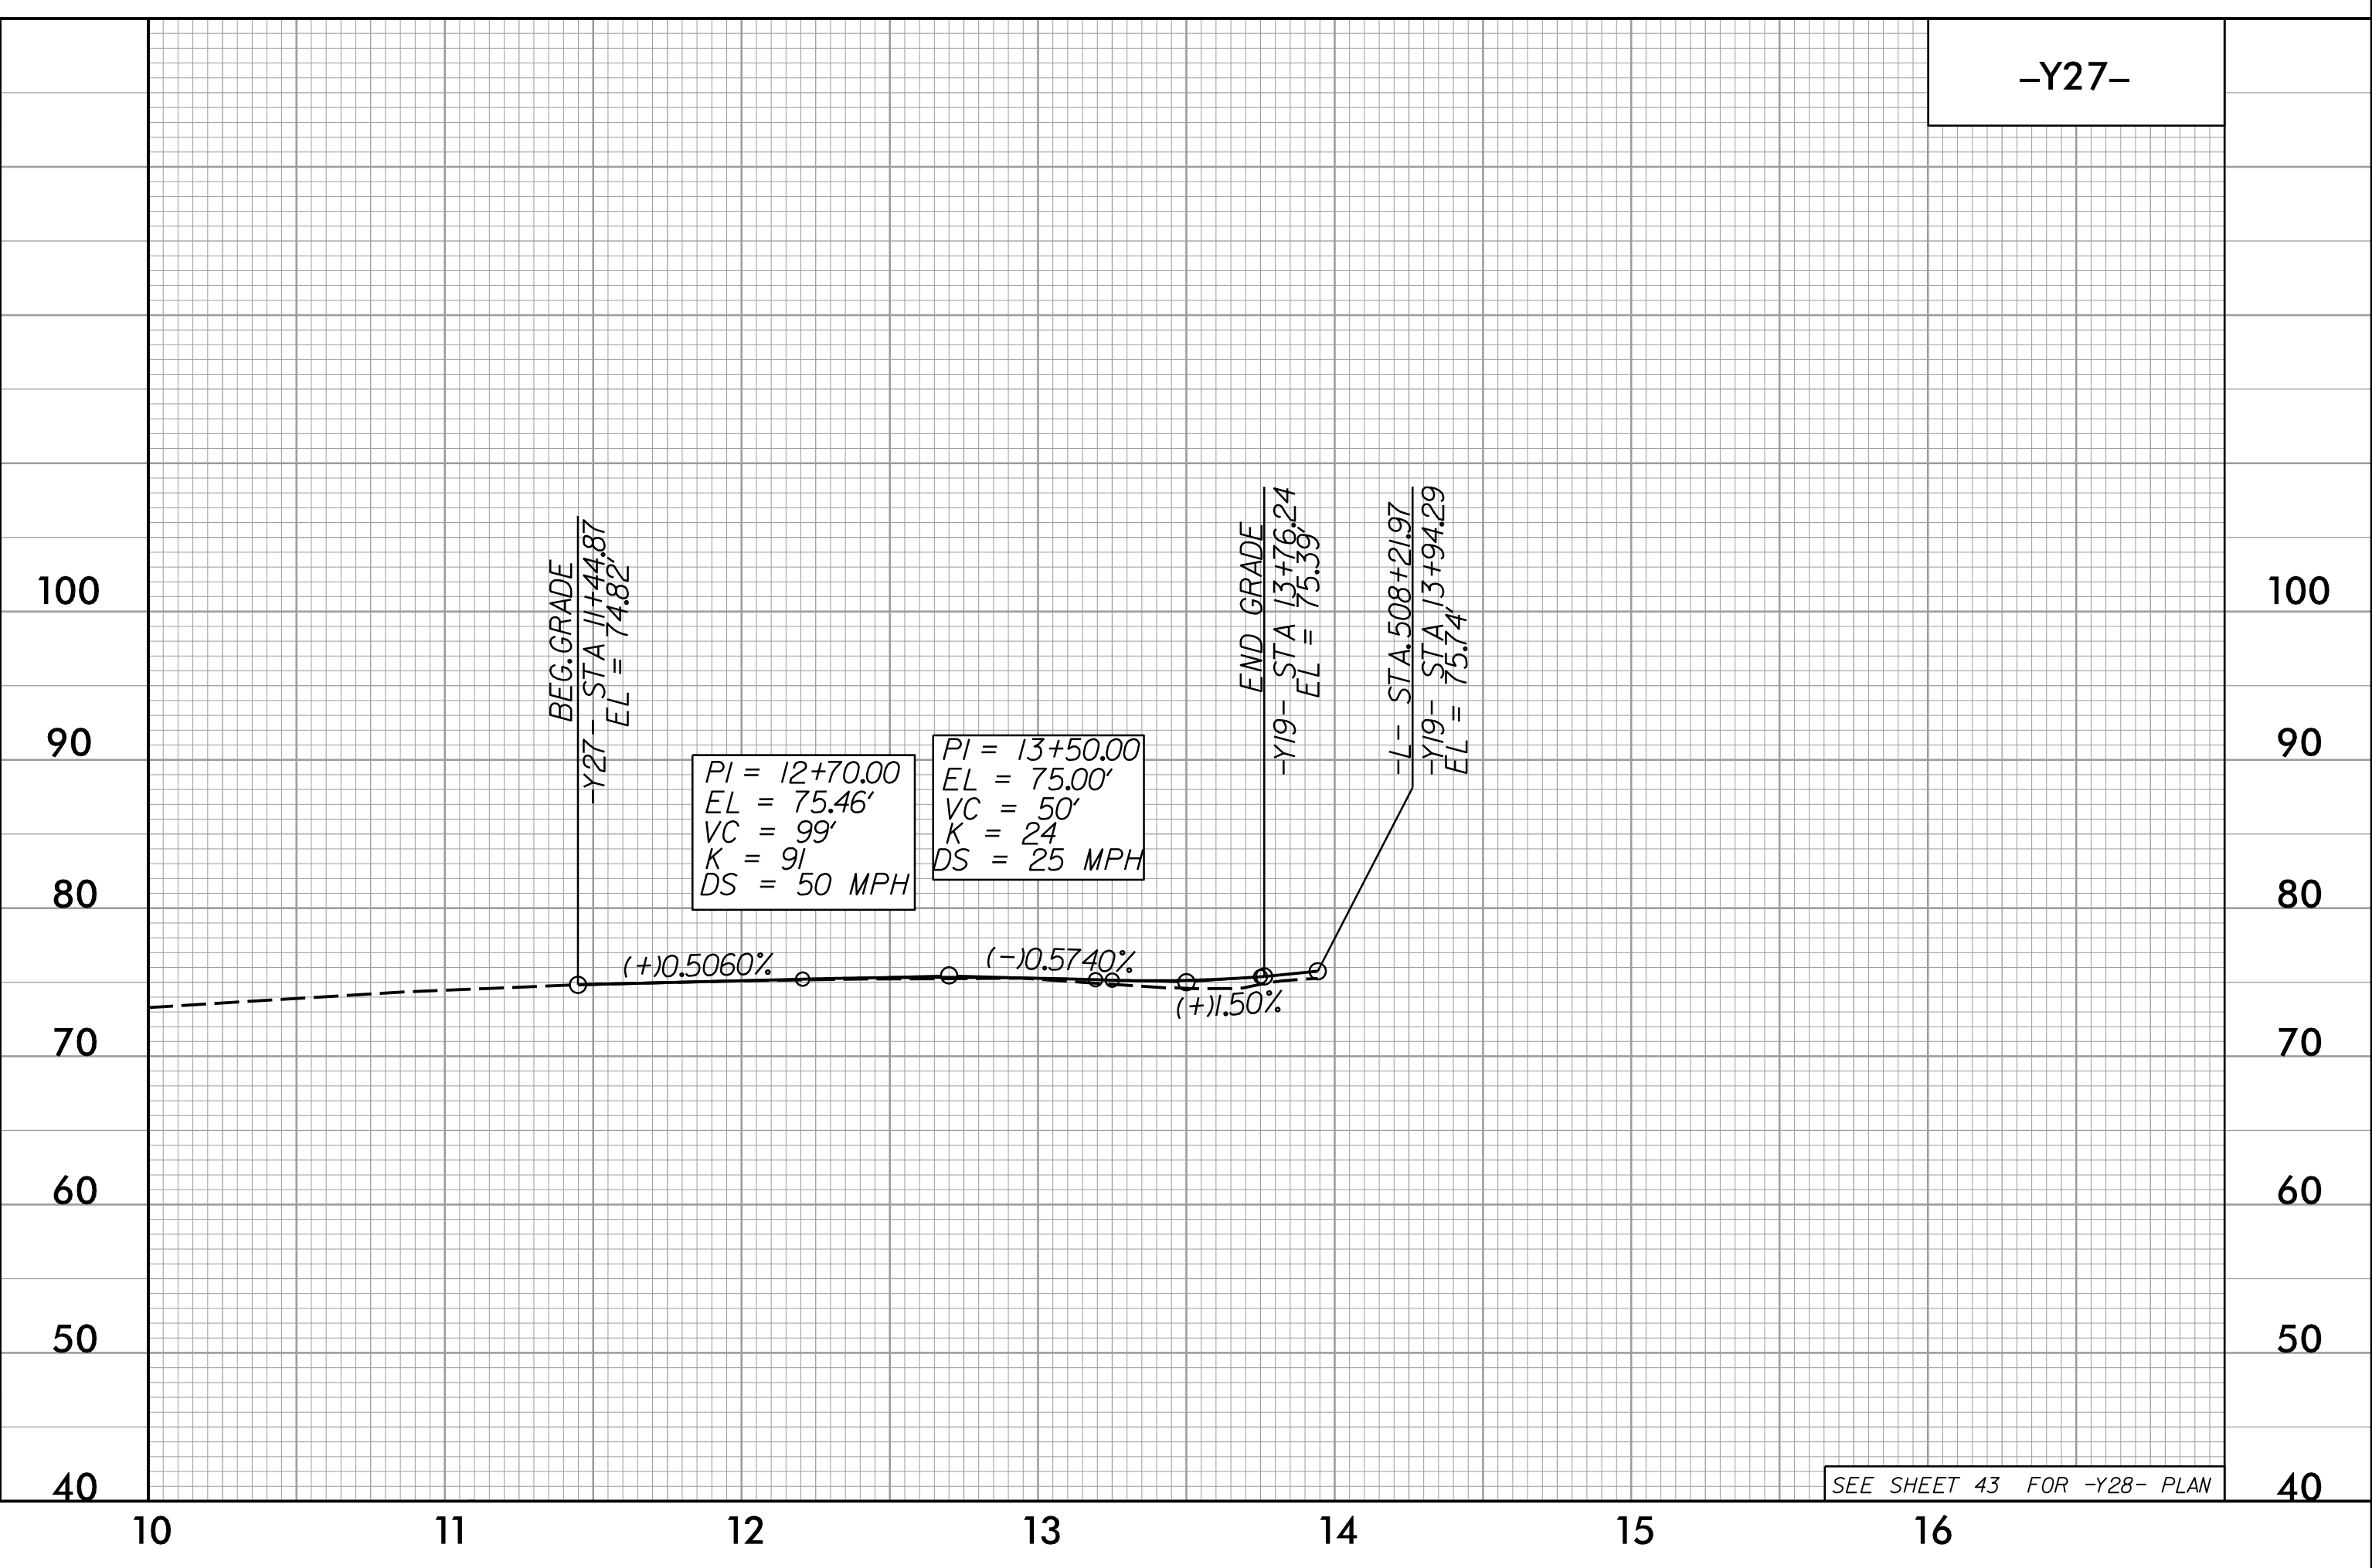 –Y27–
BEG.GRADE
-Y27- STA 11+44.87
EL = 74.82'
END GRADE
-Y19- STA 13+76.24
EL = 75.39'
-L- STA.508+21.97
-Y19- STA 13+94.29
EL = 75.74'
PI = 12+70.00
EL = 75.46'
VC = 99'
K = 91
DS = 50 MPH
PI = 13+50.00
EL = 75.00'
VC = 50'
K = 24
DS = 25 MPH
(+)0.5060%
(-)0.5740%
(+)1.50%
100 100
90 90
80 80
70 70
60 60
50 50
40 40
SEE SHEET 43 FOR -Y28- PLAN
10 11 12 13 14 15 16